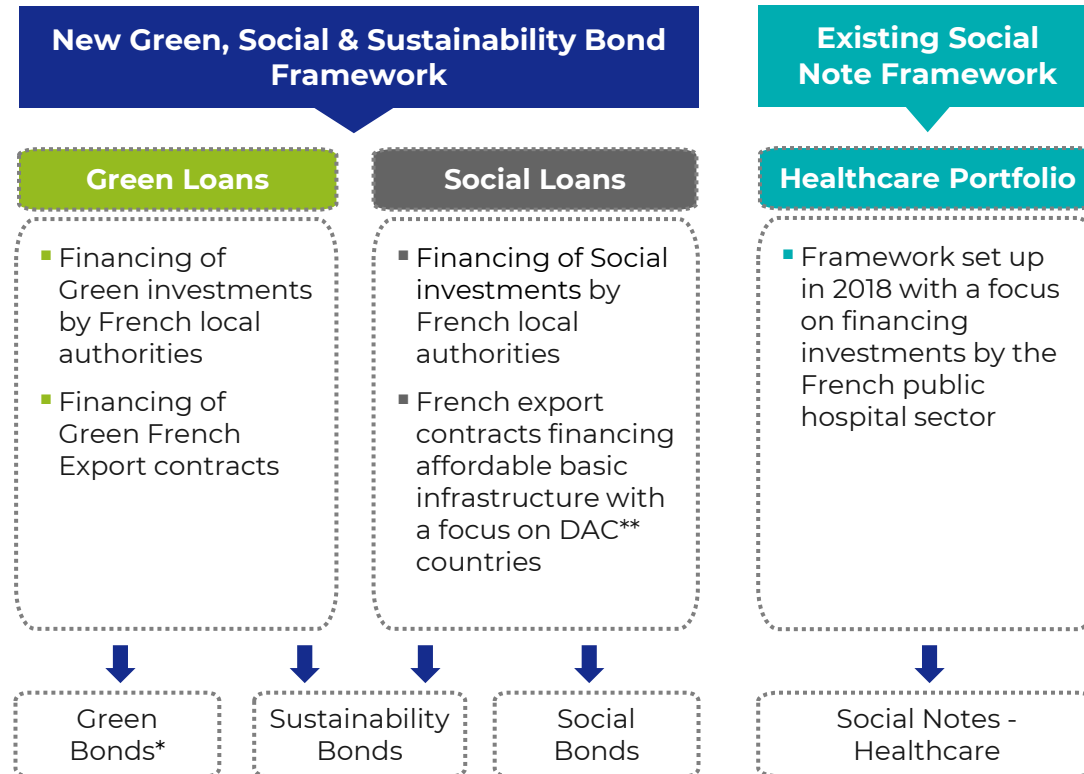 New Green, Social & Sustainability Bond
Framework
Existing Social
Note Framework
Green Loans
Social Loans
Healthcare Portfolio
▪ Financing of
Green investments
by French local
authorities
▪ Financing of
Green French
Export contracts
▪ Financing of Social
investments by
French local
authorities
▪ French export
contracts financing
affordable basic
infrastructure with
a focus on DAC**
countries
▪ Framework set up
in 2018 with a focus
on financing
investments by the
French public
hospital sector
Green
Bonds*
Sustainability
Bonds
Social
Bonds
Social Notes -
Healthcare